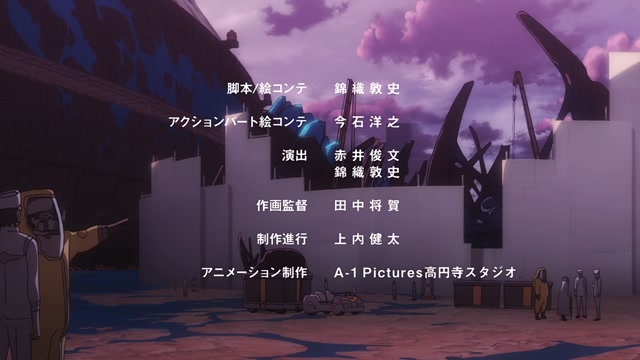 脚本/絵コンテ 錦織敦史
アクションパート絵コンテ 今石洋之
演出 赤井俊文
錦織敦史
作画監督 田中将賀
制作進行 上内健太
アニメーション制作 A-1 Pictures高円寺スタジオ